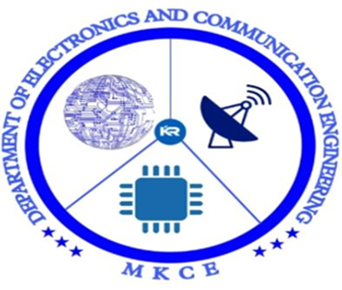 DEPARTMENT OF ELECTRONICS AND COMMUNICATION ENGINEERING
KR
MKCE